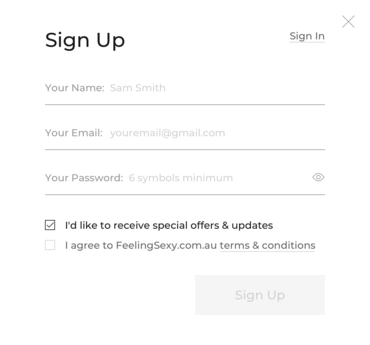 Sign Up
Sign In
Your Name: Sam Smith
Your Email: youremail@gmail.com
Your Password: 6 symbols minimum
I'd like to receive special offers & updates
I agree to FeelingSexy.com.au terms & conditions
Sign Up